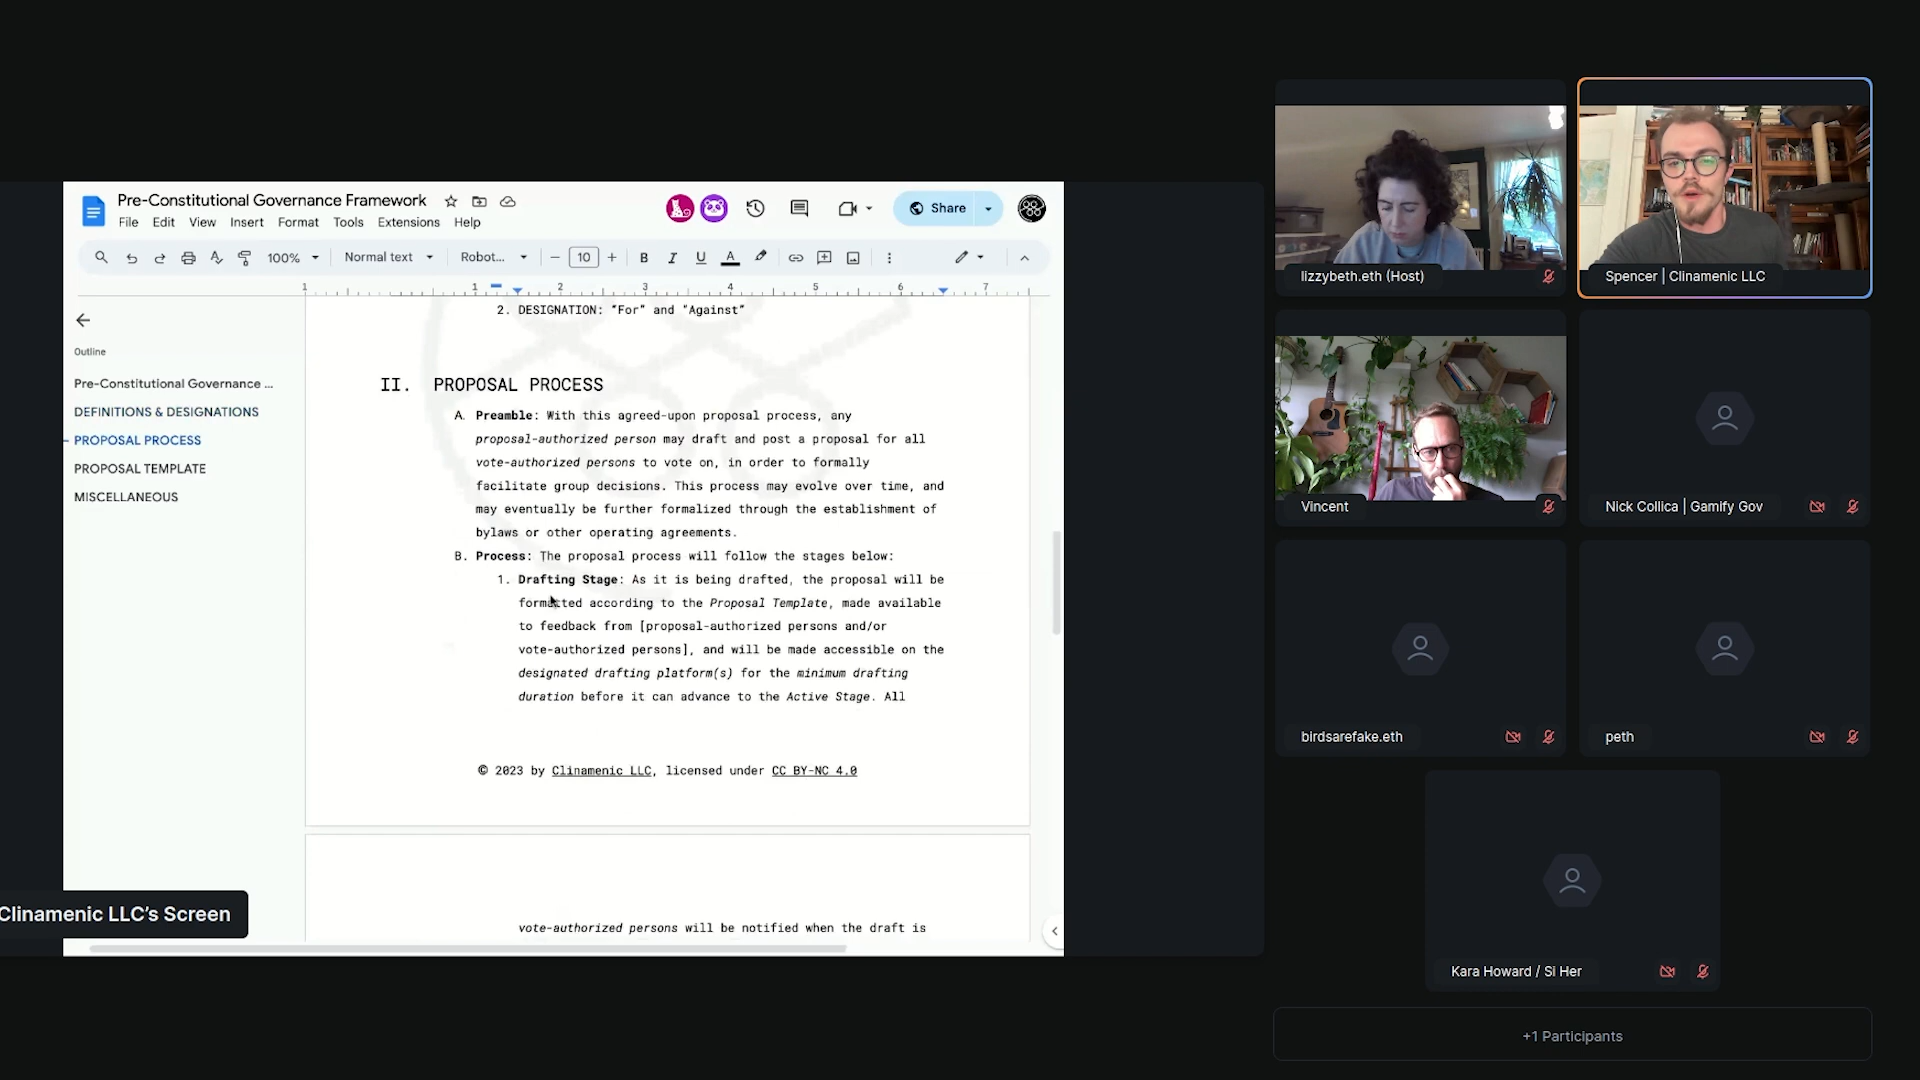 Pre-Constitutional Governance Framework
File Edit View Insert Format Tools Extensions Help
Share
100% Normal text Robot... 10 B I U A
1 1 2 3 4 5 6 7
Outline
Pre-Constitutional Governance ...
DEFINITIONS & DESIGNATIONS
PROPOSAL PROCESS
PROPOSAL TEMPLATE
MISCELLANEOUS
2. DESIGNATION: “For” and “Against”
II. PROPOSAL PROCESS
A. Preamble: With this agreed-upon proposal process, any
proposal-authorized person may draft and post a proposal for all
vote-authorized persons to vote on, in order to formally
facilitate group decisions. This process may evolve over time, and
may eventually be further formalized through the establishment of
bylaws or other operating agreements.
B. Process: The proposal process will follow the stages below:
1. Drafting Stage: As it is being drafted, the proposal will be
formatted according to the Proposal Template, made available
to feedback from [proposal-authorized persons and/or
vote-authorized persons], and will be made accessible on the
designated drafting platform(s) for the minimum drafting
duration before it can advance to the Active Stage. All
© 2023 by Clinamenic LLC, licensed under CC BY-NC 4.0
vote-authorized persons will be notified when the draft is
Clinamenic LLC’s Screen
lizzybeth.eth (Host)
Spencer | Clinamenic LLC
Vincent
Nick Collica | Gamify Gov
birdsarefake.eth
peth
Kara Howard / Si Her
+1 Participants